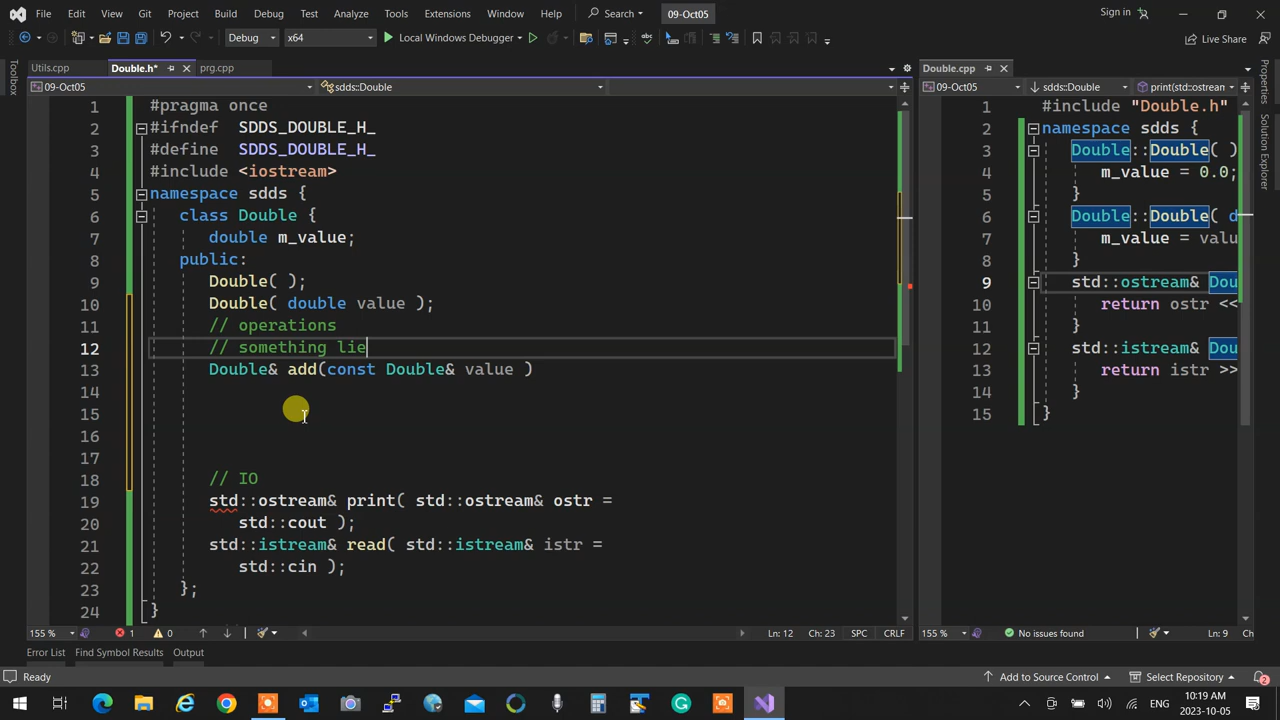 File Edit View Git Project Build Debug Test Analyze Tools Extensions Window Help Search 09-Oct05 Sign in
Debug x64 Local Windows Debugger Live Share
Toolbox
Utils.cpp Double.h* prg.cpp
09-Oct05 sdds::Double
1 #pragma once
2 #ifndef SDDS_DOUBLE_H_
3 #define SDDS_DOUBLE_H_
4 #include <iostream>
5 namespace sdds {
6 class Double {
7 double m_value;
8 public:
9 Double( );
10 Double( double value );
11 // operations
12 // something lie
13 Double& add(const Double& value )
14
15
16
17
18 // IO
19 std::ostream& print( std::ostream& ostr =
20 std::cout );
21 std::istream& read( std::istream& istr =
22 std::cin );
23 };
24 }
155 % 1 0 Ln: 12 Ch: 23 SPC CRLF
Double.cpp
09-Oct05 sdds::Double print(std::ostream
1 #include "Double.h"
2 namespace sdds {
3 Double::Double( )
4 m_value = 0.0;
5 }
6 Double::Double( d
7 m_value = valu
8 }
9 std::ostream& Dou
10 return ostr <<
11 }
12 std::istream& Dou
13 return istr >>
14 }
15 }
155 % No issues found Ln: 9 Ch
Properties
Solution Explorer
Error List Find Symbol Results Output
Ready Add to Source Control Select Repository 2
ENG 10:19 AM
2023-10-05